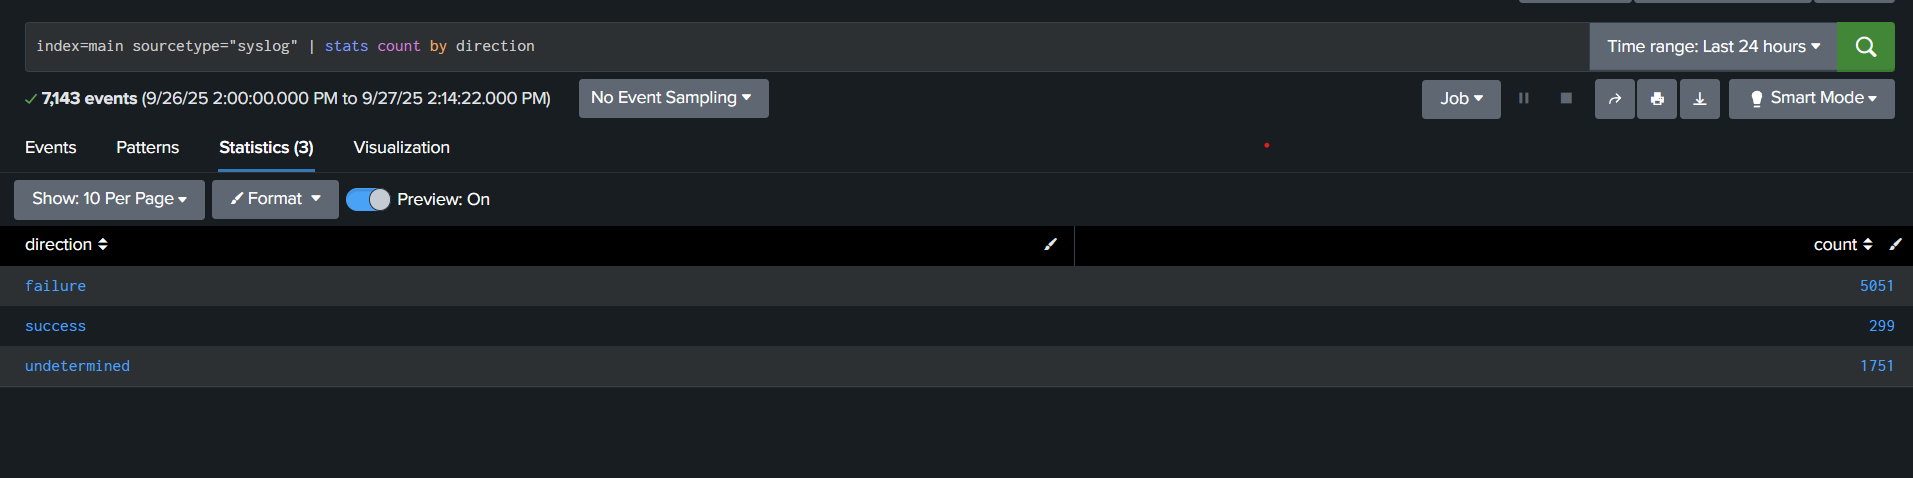 index=main sourcetype="syslog" | stats count by direction
Time range: Last 24 hours
7,143 events (9/26/25 2:00:00.000 PM to 9/27/25 2:14:22.000 PM)
No Event Sampling
Job
Smart Mode
Events
Patterns
Statistics (3)
Visualization
Show: 10 Per Page
Format
Preview: On
direction
count
failure
5051
success
299
undetermined
1751